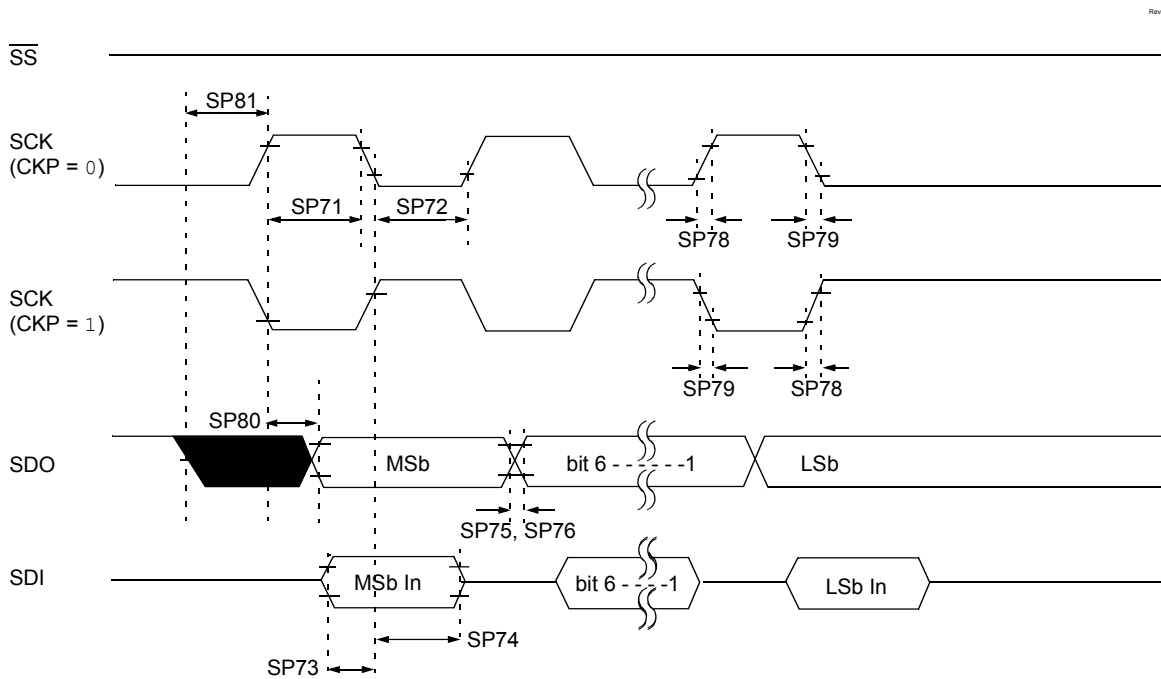 Rev
SS
SP81
SCK
(CKP = 0)
SP71
SP72
SP78
SP79
SCK
(CKP = 1)
SP79
SP78
SP80
SDO
MSb
bit 6 - - - - - -1
LSb
SP75, SP76
SDI
MSb In
bit 6 - - - - -1
LSb In
SP74
SP73